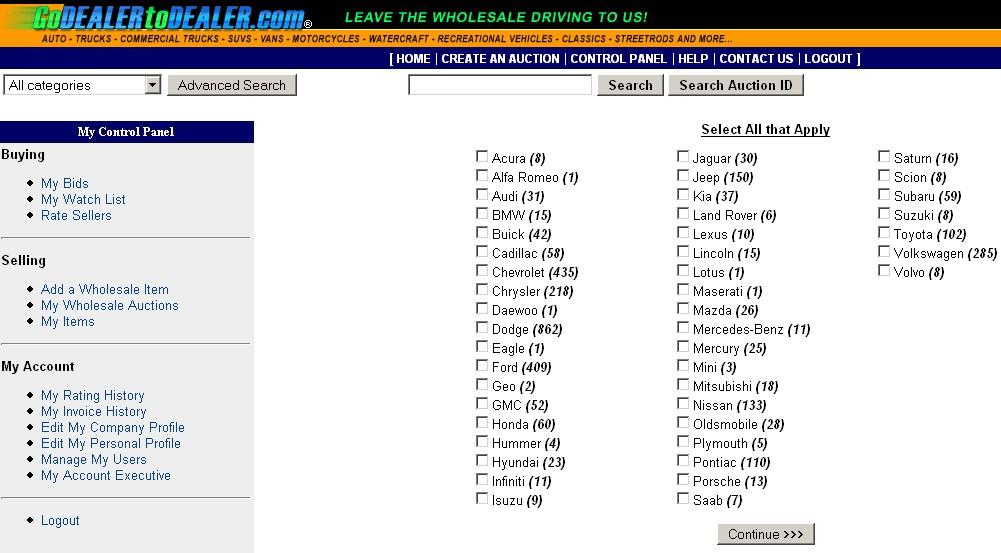 GoDEALERtoDEALER.com® LEAVE THE WHOLESALE DRIVING TO US!
AUTO - TRUCKS - COMMERCIAL TRUCKS - SUVS - VANS - MOTORCYCLES - WATERCRAFT - RECREATIONAL VEHICLES - CLASSICS - STREETRODS AND MORE...
[ HOME | CREATE AN AUCTION | CONTROL PANEL | HELP | CONTACT US | LOGOUT ]
All categories Advanced Search Search Search Auction ID
My Control Panel
Buying
My Bids
My Watch List
Rate Sellers
Selling
Add a Wholesale Item
My Wholesale Auctions
My Items
My Account
My Rating History
My Invoice History
Edit My Company Profile
Edit My Personal Profile
Manage My Users
My Account Executive
Logout
Select All that Apply
Acura (8)
Alfa Romeo (1)
Audi (31)
BMW (15)
Buick (42)
Cadillac (58)
Chevrolet (435)
Chrysler (218)
Daewoo (1)
Dodge (862)
Eagle (1)
Ford (409)
Geo (2)
GMC (52)
Honda (60)
Hummer (4)
Hyundai (23)
Infiniti (11)
Isuzu (9)
Jaguar (30)
Jeep (150)
Kia (37)
Land Rover (6)
Lexus (10)
Lincoln (15)
Lotus (1)
Maserati (1)
Mazda (26)
Mercedes-Benz (11)
Mercury (25)
Mini (3)
Mitsubishi (18)
Nissan (133)
Oldsmobile (28)
Plymouth (5)
Pontiac (110)
Porsche (13)
Saab (7)
Saturn (16)
Scion (8)
Subaru (59)
Suzuki (8)
Toyota (102)
Volkswagen (285)
Volvo (8)
Continue >>>